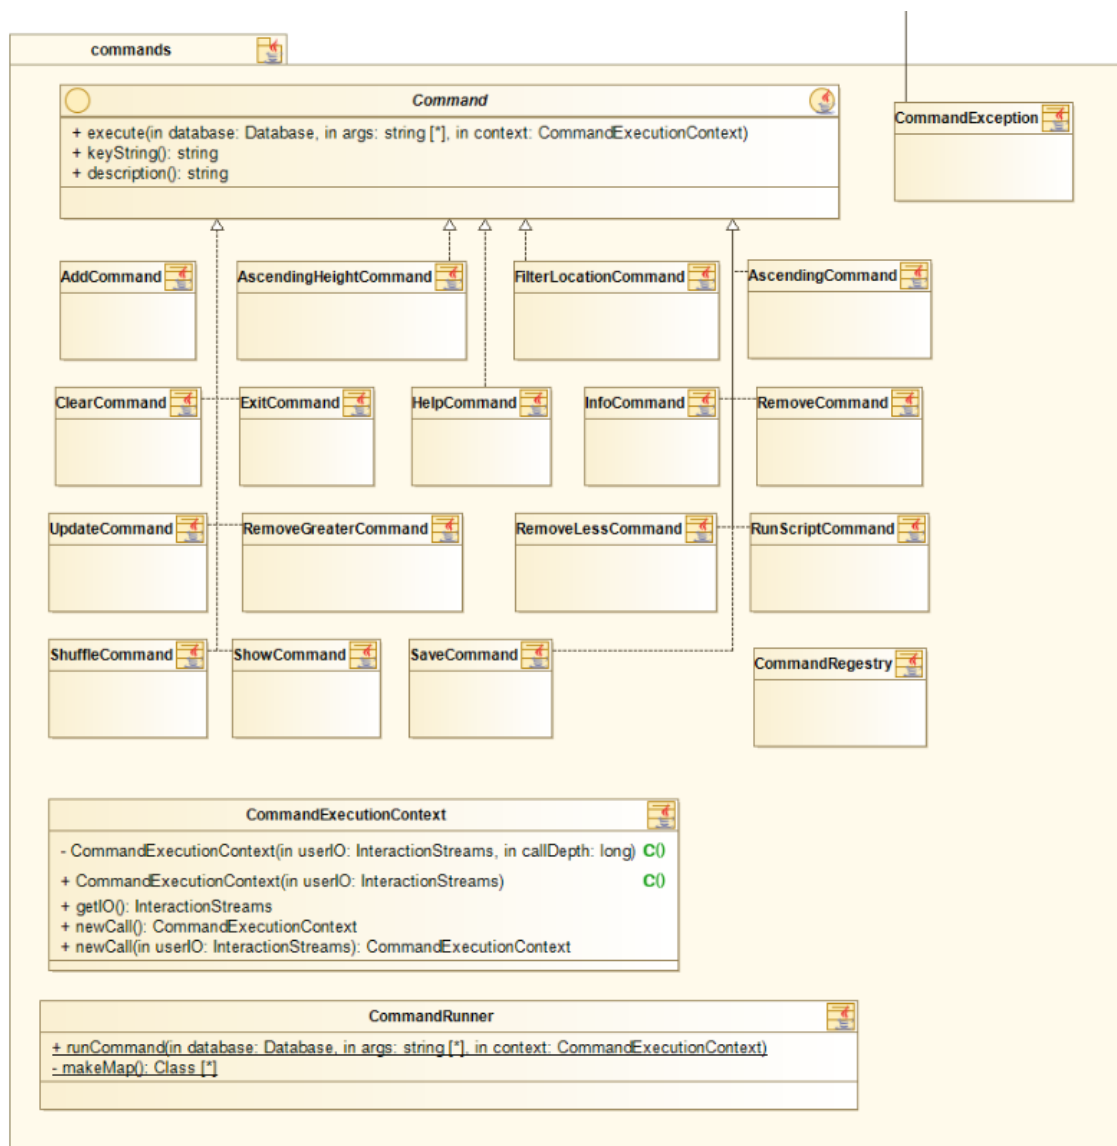 commands
Command
+ execute(in database: Database, in args: string [*], in context: CommandExecutionContext)
+ keyString(): string
+ description(): string
CommandException
AddCommand
AscendingHeightCommand
FilterLocationCommand
AscendingCommand
ClearCommand
ExitCommand
HelpCommand
InfoCommand
RemoveCommand
UpdateCommand
RemoveGreaterCommand
RemoveLessCommand
RunScriptCommand
ShuffleCommand
ShowCommand
SaveCommand
CommandRegestry
CommandExecutionContext
- CommandExecutionContext(in userIO: InteractionStreams, in callDepth: long) C()
+ CommandExecutionContext(in userIO: InteractionStreams) C()
+ getIO(): InteractionStreams
+ newCall(): CommandExecutionContext
+ newCall(in userIO: InteractionStreams): CommandExecutionContext
CommandRunner
+ runCommand(in database: Database, in args: string [*], in context: CommandExecutionContext)
- makeMap(): Class [*]